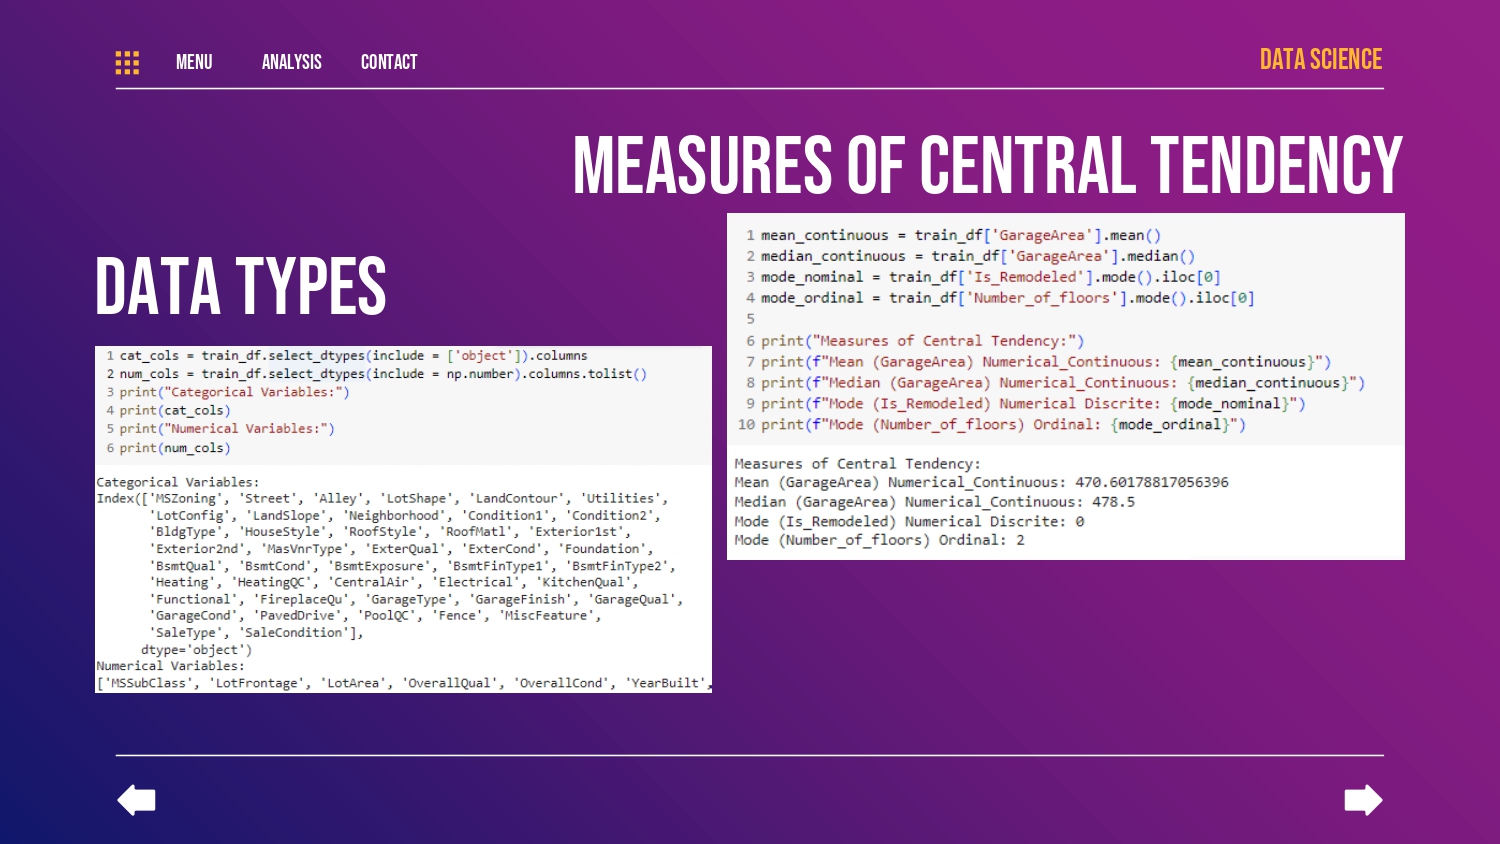 MENU ANALYSIS CONTACT DATA SCIENCE
MEASURES OF CENTRAL TENDENCY
DATA TYPES
1 cat_cols = train_df.select_dtypes(include = ['object']).columns
2 num_cols = train_df.select_dtypes(include = np.number).columns.tolist()
3 print("Categorical Variables:")
4 print(cat_cols)
5 print("Numerical Variables:")
6 print(num_cols)
Categorical Variables:
Index(['MSZoning', 'Street', 'Alley', 'LotShape', 'LandContour', 'Utilities',
'LotConfig', 'LandSlope', 'Neighborhood', 'Condition1', 'Condition2',
'BldgType', 'HouseStyle', 'RoofStyle', 'RoofMatl', 'Exterior1st',
'Exterior2nd', 'MasVnrType', 'ExterQual', 'ExterCond', 'Foundation',
'BsmtQual', 'BsmtCond', 'BsmtExposure', 'BsmtFinType1', 'BsmtFinType2',
'Heating', 'HeatingQC', 'CentralAir', 'Electrical', 'KitchenQual',
'Functional', 'FireplaceQu', 'GarageType', 'GarageFinish', 'GarageQual',
'GarageCond', 'PavedDrive', 'PoolQC', 'Fence', 'MiscFeature',
'SaleType', 'SaleCondition'],
dtype='object')
Numerical Variables:
['MSSubClass', 'LotFrontage', 'LotArea', 'OverallQual', 'OverallCond', 'YearBuilt',
1 mean_continuous = train_df['GarageArea'].mean()
2 median_continuous = train_df['GarageArea'].median()
3 mode_nominal = train_df['Is_Remodeled'].mode().iloc[0]
4 mode_ordinal = train_df['Number_of_floors'].mode().iloc[0]
5
6 print("Measures of Central Tendency:")
7 print(f"Mean (GarageArea) Numerical_Continuous: {mean_continuous}")
8 print(f"Median (GarageArea) Numerical_Continuous: {median_continuous}")
9 print(f"Mode (Is_Remodeled) Numerical Discrite: {mode_nominal}")
10 print(f"Mode (Number_of_floors) Ordinal: {mode_ordinal}")
Measures of Central Tendency:
Mean (GarageArea) Numerical_Continuous: 470.60178817056396
Median (GarageArea) Numerical_Continuous: 478.5
Mode (Is_Remodeled) Numerical Discrite: 0
Mode (Number_of_floors) Ordinal: 2